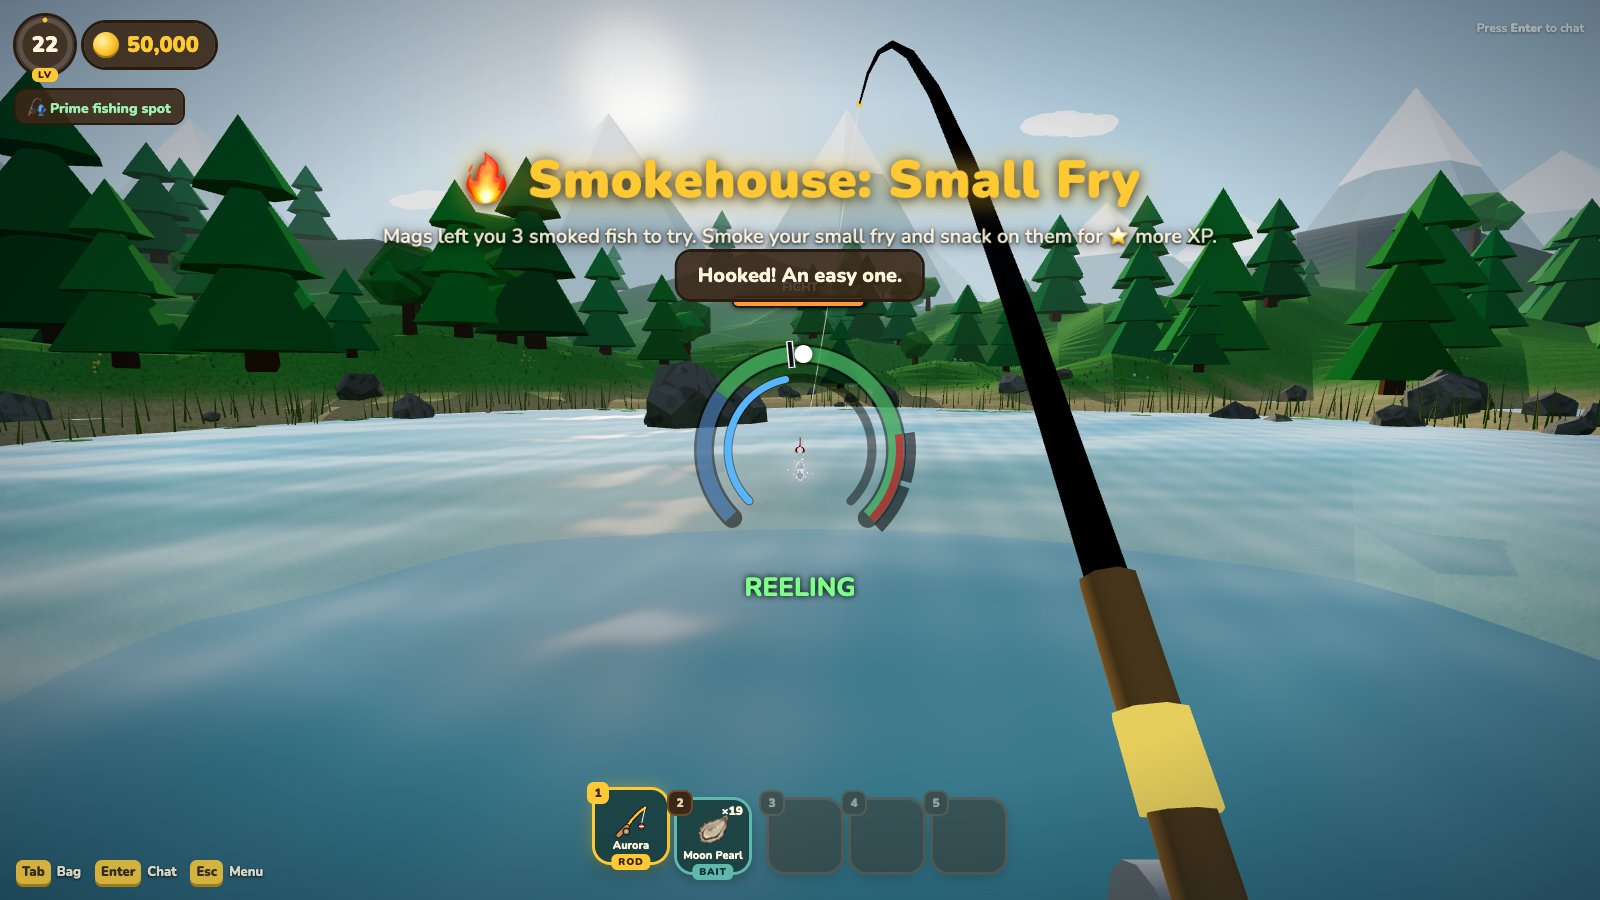 22
LV
50,000
Prime fishing spot
Press Enter to chat
Smokehouse: Small Fry
Mags left you 3 smoked fish to try. Smoke your small fry and snack on them for more XP.
Hooked! An easy one.
REELING
1
Aurora
ROD
2
×19
Moon Pearl
BAIT
3
4
5
Tab Bag Enter Chat Esc Menu